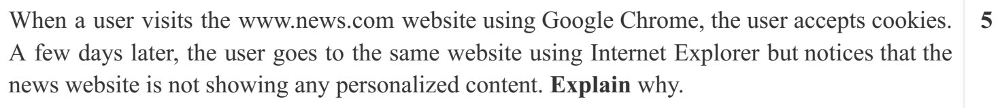 When a user visits the www.news.com website using Google Chrome, the user accepts cookies. 5
A few days later, the user goes to the same website using Internet Explorer but notices that the
news website is not showing any personalized content. Explain why.